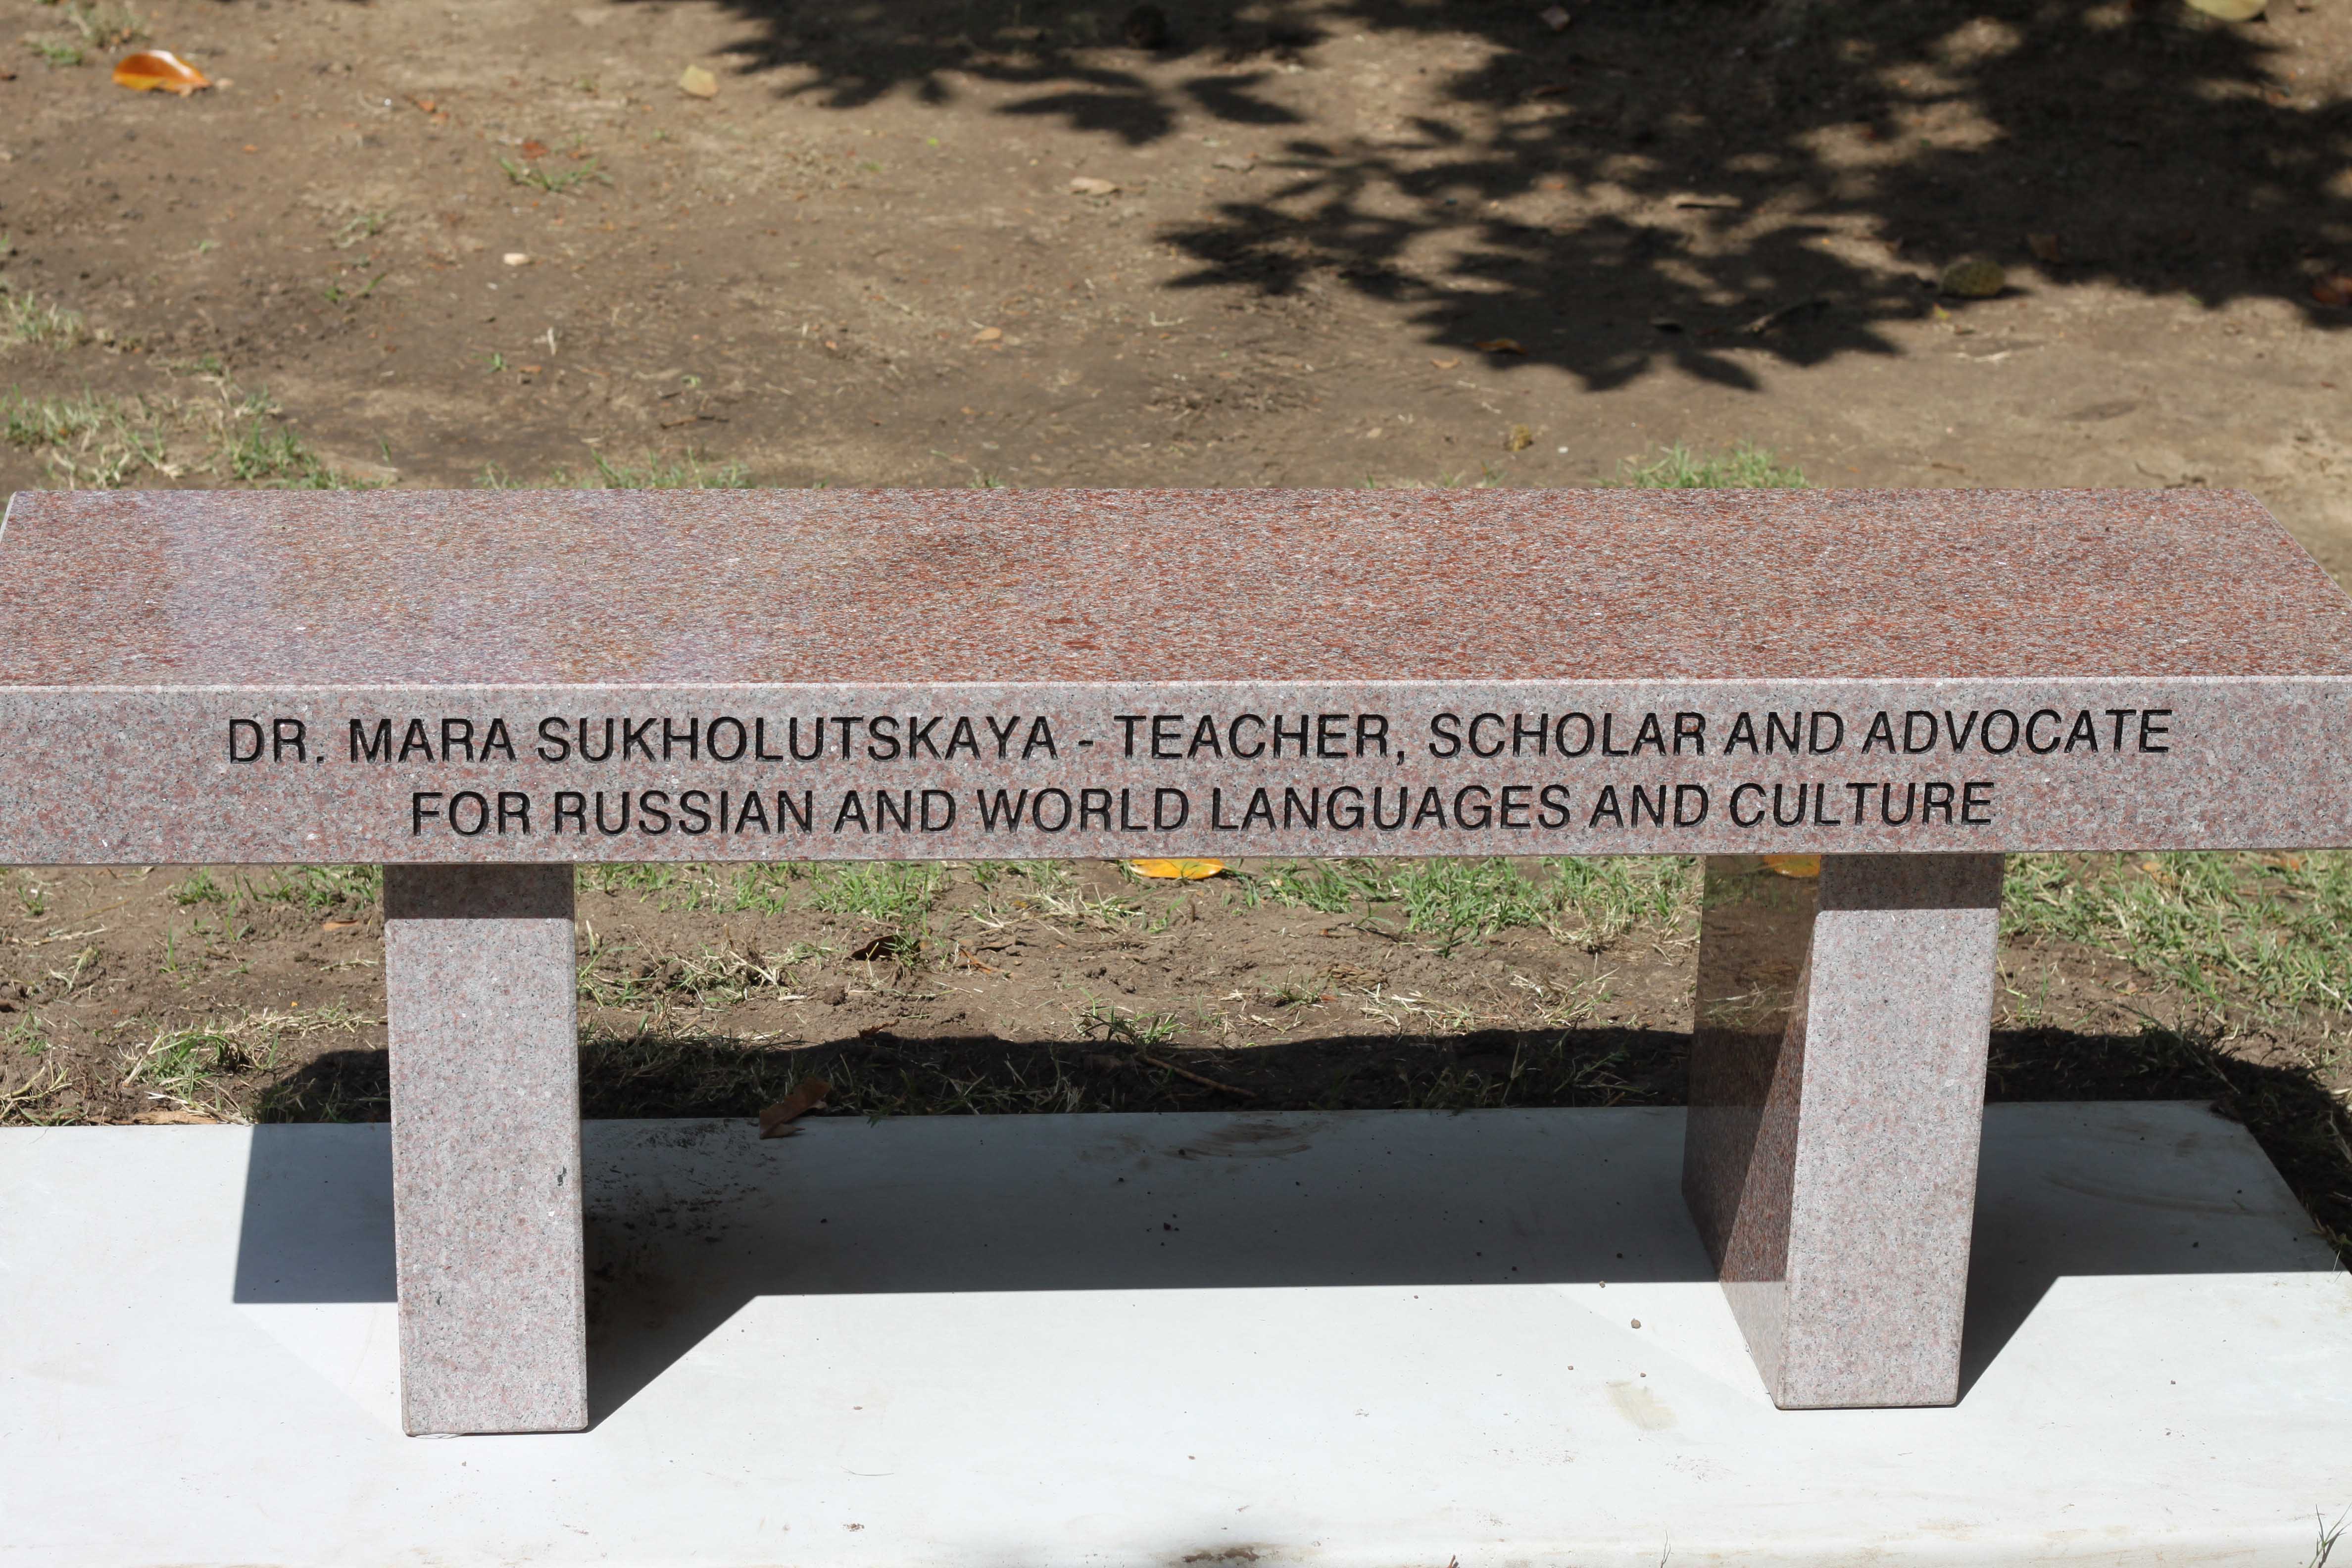 DR. MARA SUKHOLUTSKAYA - TEACHER, SCHOLAR AND ADVOCATE
FOR RUSSIAN AND WORLD LANGUAGES AND CULTURE